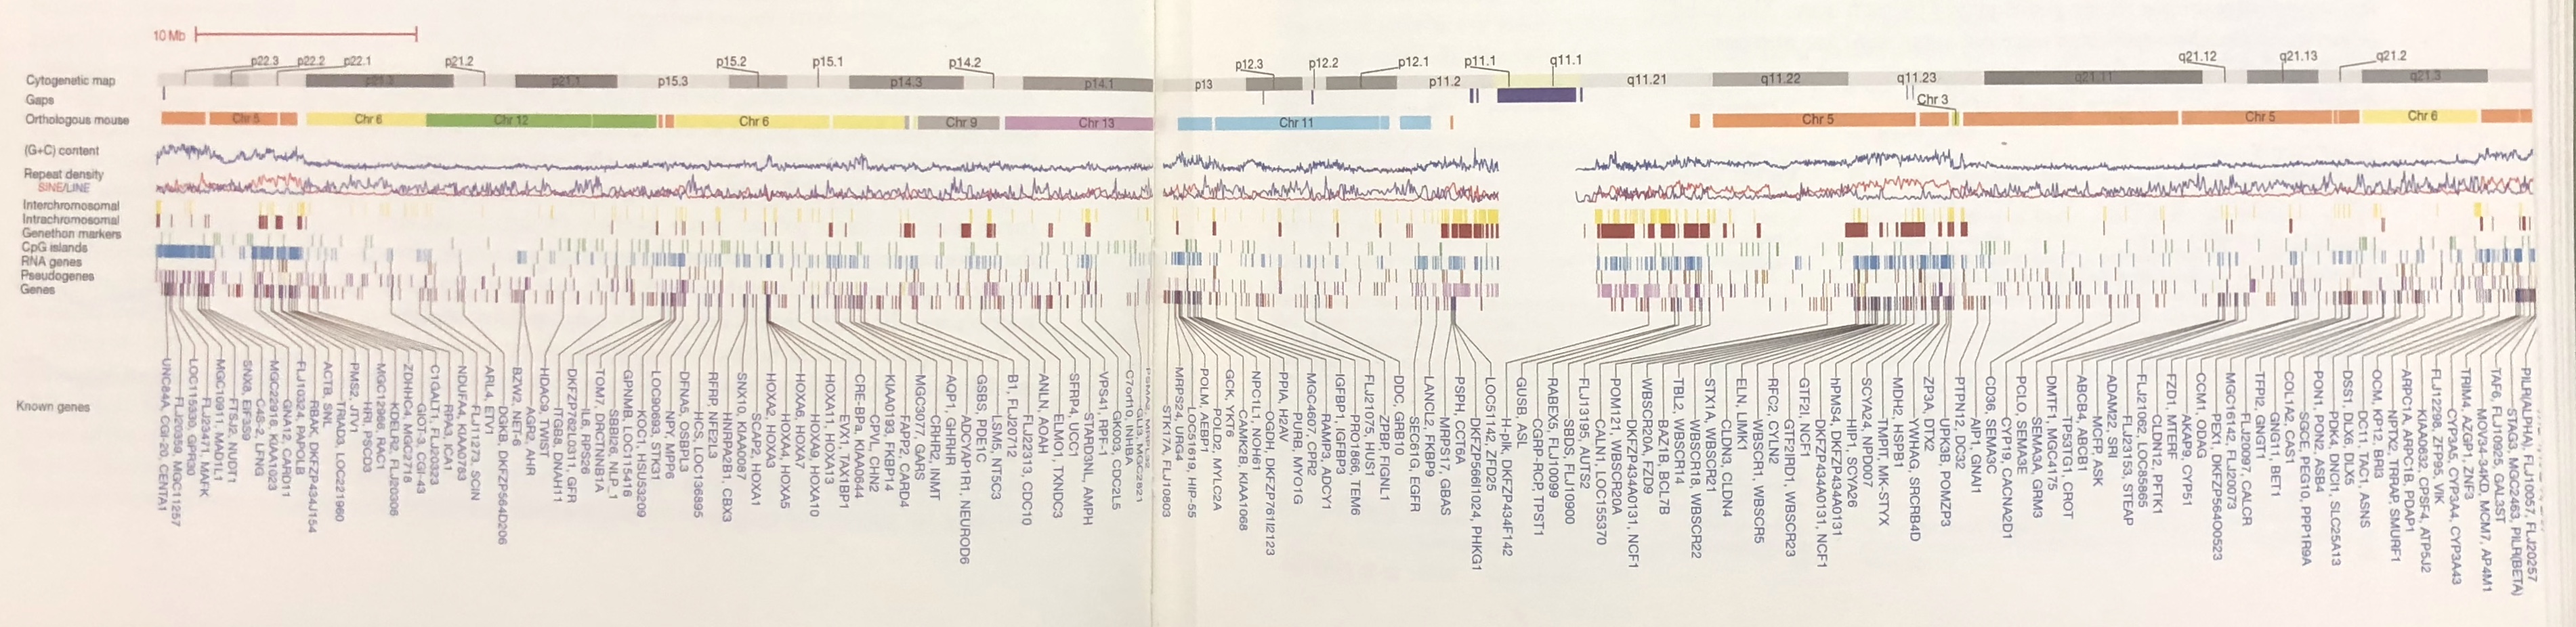 10 Mb
p22.3 p22.2 p22.1 p21.2 p15.2 p15.1 p14.2 p12.3 p12.2 p12.1 p11.1 q11.1 q21.12 q21.13 q21.2
Cytogenetic map p21.3 p21.1 p15.3 p14.3 p14.1 p13 p11.2 q11.21 q11.22 q11.23 q21.11 q21.3
Gaps
Chr 3
Orthologous mouse Chr 5 Chr 6 Chr 12 Chr 6 Chr 9 Chr 13 Chr 11 Chr 5 Chr 5 Chr 6
(G+C) content
Repeat density
SINE/LINE
Interchromosomal
Intrachromosomal
Genethon markers
CpG islands
RNA genes
Pseudogenes
Genes
Known genes
UNC84A, CGI-20, CENTA1
FLJ20359, MGC11257
LOC115330, GPR30
FLJ23471, MAFK
MGC10911, MAD1L1
FTSJ2, NUDT1
SNX8, EIF3S9
C4S-2, LFNG
MGC22916, KIAA1023
GNA12, CARD11
FLJ10324, PAPOLB
RBAK, DKFZP434J154
ACTB, SNL
TRIAD3, LOC221960
PMS2, JTV1
HRI, PSCD3
MGC12966, RAC1
KDELR2, FLJ20306
ZDHHC4, MGC2718
GLOT-3, CGI-43
C1GALT1, FLJ20323
RPA3, ICA1
NDUFA4, KIAA0783
FLJ11273, SCIN
ARL4, ETV1
DGKB, DKFZP564D206
BZW2, NET-6
AGR2, AHR
HDAC9, TWIST
ITGB8, DNAH11
DKFZP762L0311, GFR
IL6, RPS26
TOM7, DRCTNNB1A
SBBI26, NLP_1
GPNMB, LOC115416
KOC1, HSU53209
LOC90693, STK31
NPY, MPP6
DFNA5, OSBPL3
HCS, LOC136895
RFRP, NFE2L3
HNRPA2B1, CBX3
SNX10, KIAA0087
SCAP2, HOXA1
HOXA2, HOXA3
HOXA4, HOXA5
HOXA6, HOXA7
HOXA9, HOXA10
HOXA11, HOXA13
EVX1, TAX1BP1
CRE-BPa, KIAA0644
CPVL, CHN2
KIAA0193, FKBP14
FAPP2, CARD4
MGC3077, GARS
CRHR2, INMT
AQP1, GHRHR
ADCYAP1R1, NEUROD6
GSBS, PDE1C
LSM5, NT5C3
B1, FLJ20712
FLJ22313, CDC10
ANLN, AOAH
ELMO1, TXNDC3
SFRP4, UCC1
STARD3NL, AMPH
VPS41, RPF-1
GK003, CDC2L5
C7orf10, INHBA
STK17A, FLJ10803
MRPS24, URG4
LOC51619, HIP-55
POLM, AEBP1
POLD2, MYLC2A
GCK, YKT6
CAMK2B, KIAA1068
NPC1L1, NOH61
OGDH, DKFZP761I2123
PPIA, H2AV
PURB, MYO1G
MGC4607, CPR2
RAMP3, ADCY1
IGFBP1, IGFBP3
PRO1866, TEM6
FLJ21075, HUS1
ZPBP, FIGNL1
DDC, GRB10
SEC61G, EGFR
LANCL2, FKBP9
MRPS17, GBAS
PSPH, CCT6A
DKFZP566I1024, PHKG1
LOC51142, ZFD25
H-plk, DKFZP434F142
GUSB, ASL
CGRP-RCP, TPST1
RABEX5, FLJ10099
SBDS, FLJ10900
FLJ13195, AUTS2
CALN1, LOC155370
POM121, WBSCR20A
DKFZP434A0131, NCF1
WBSCR20A, FZD9
BAZ1B, BCL7B
TBL2, WBSCR14
WBSCR18, WBSCR22
STX1A, WBSCR21
CLDN3, CLDN4
ELN, LIMK1
WBSCR1, WBSCR5
RFC2, CYLN2
GTF2IRD1, WBSCR23
GTF2I, NCF1
DKFZP434A0131, NCF1
hPMS4, DKFZP434A0131
HIP1, SCYA26
SCYA24, NPD007
TMPIT, MK-STYX
MDH2, HSPB1
YWHAG, SRCRB4D
ZP3A, DTX2
UPK3B, POMZP3
PTPN12, DC32
AIP1, GNAI1
CD36, SEMA3C
CYP19, CACNA2D1
PCLO, SEMA3E
SEMA3A, GRM3
DMTF1, MGC4175
TP53TG1, CROT
ABCB4, ABCB1
MCFP, ASK
ADAM22, SRI
FLJ23153, STEAP
FLJ21062, LOC85865
CLDN12, PFTK1
FZD1, MTERF
AKAP9, CYP51
CCM1, ODAG
PEX1, DKFZP564O0523
MGC16142, FLJ20073
FLJ20097, CALCR
TFPI2, GNGT1
GNG11, BET1
COL1A2, CAS1
SGCE, PEG10, PPP1R9A
PON1, PON2, ASB4
PDK4, DNCI1, SLC25A13
DSS1, DLX6, DLX5
DC11, TAC1, ASNS
OCM, KP12, BRI3
NPTX2, TRRAP, SMURF1
ARPC1A, ARPC1B, PDAP1
KIAA0632, CPSF4, ATP5J2
FLJ12298, ZFP95, VIK
CYP3A5, CYP3A4, CYP3A43
TRIM4, AZGP1, ZNF3
MOV34-34KD, MCM7, AP4M1
TAF6, FLJ10925, GAL3ST
STAG3, MGC2463, PILR(BETA)
PILR(ALPHA), FLJ10057, FLJ20257